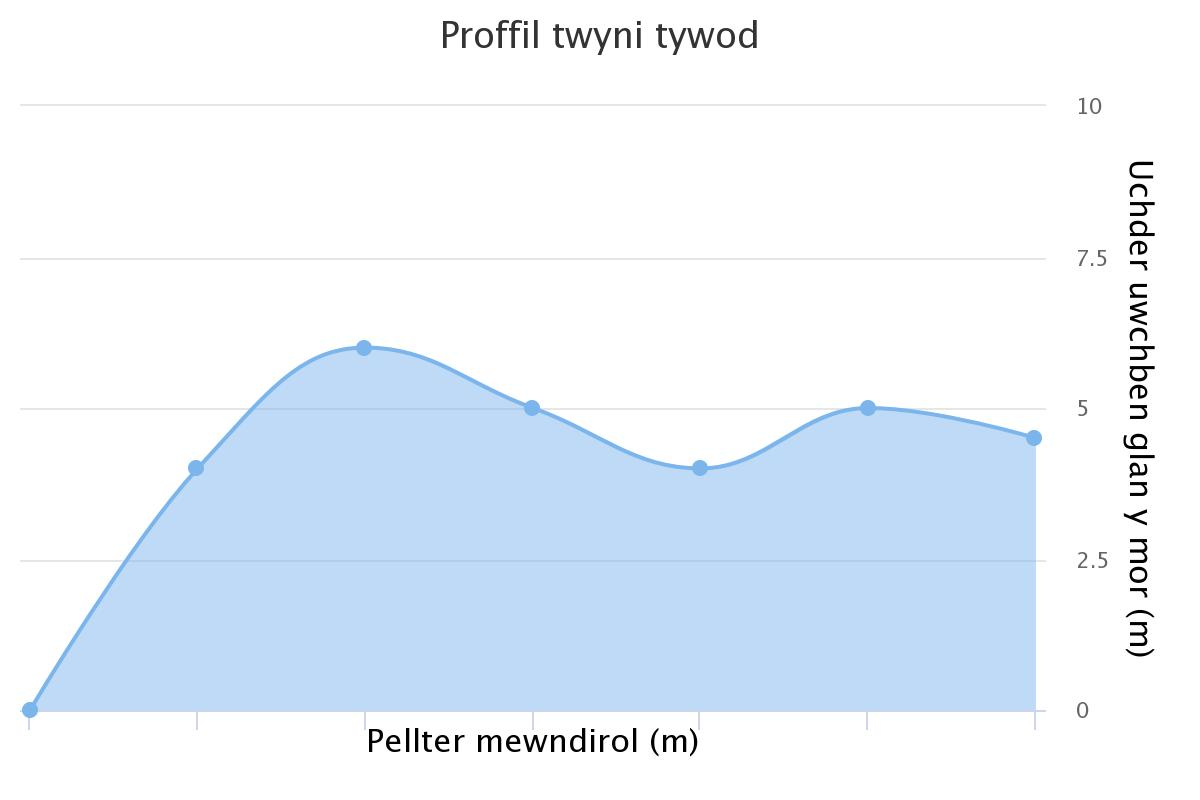 Proffil twyni tywod
10
7.5
5
2.5
0
Uchder uwchben glan y mor (m)
Pellter mewndirol (m)